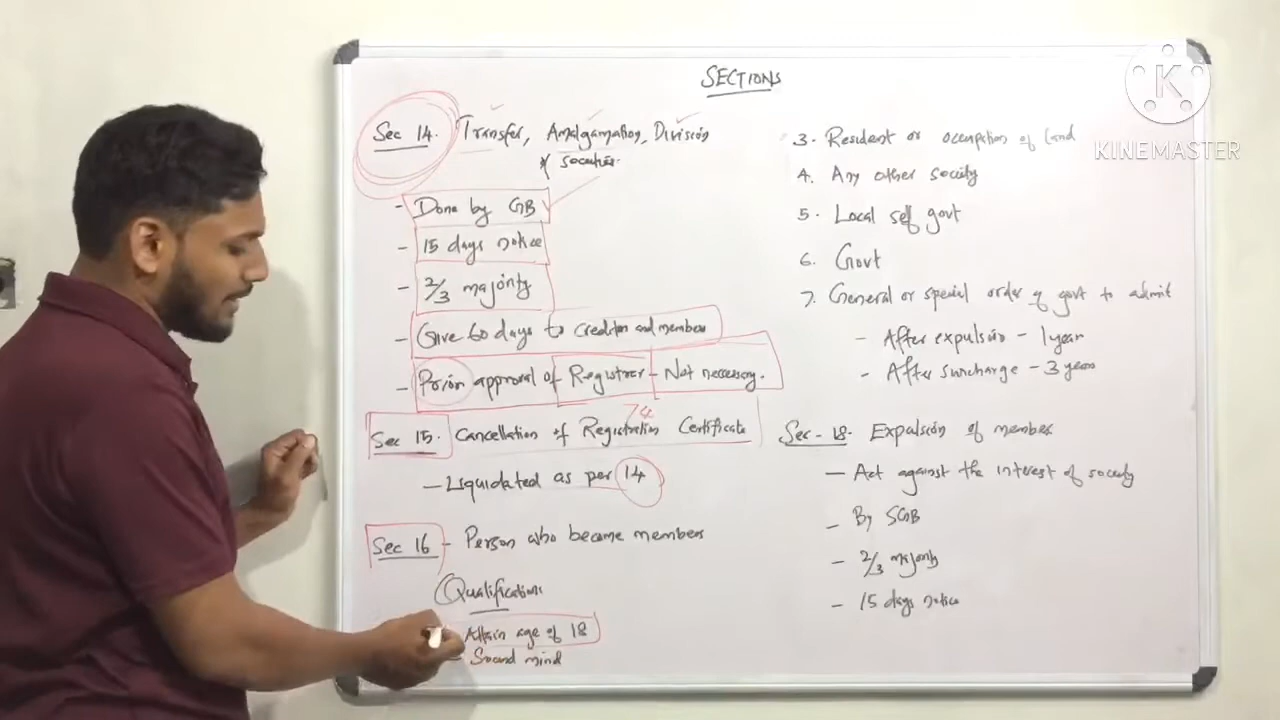 SECTIONS
Sec 14. Transfer, Amalgamation, Division
of societies.
- Done by GB
- 15 days notice
- 2/3 majority
- Give 60 days to creditor and members
- Prior approval of Registrar - Not necessary.
74
Sec 15. Cancellation of Registration Certificate
- Liquidated as per 14
Sec 16 - Person who become members
Qualifications
Attain age of 18
- Sound mind
3. Resident or occupation of land
4. Any other society
5. Local self govt
6. Govt
7. General or special order of govt to admit
- After expulsion - 1 year
- After surcharge - 3 years
Sec - 18. Expulsion of member
- Act against the interest of society
- By SGB
- 2/3 majority
- 15 days notice
K
KINEMASTER